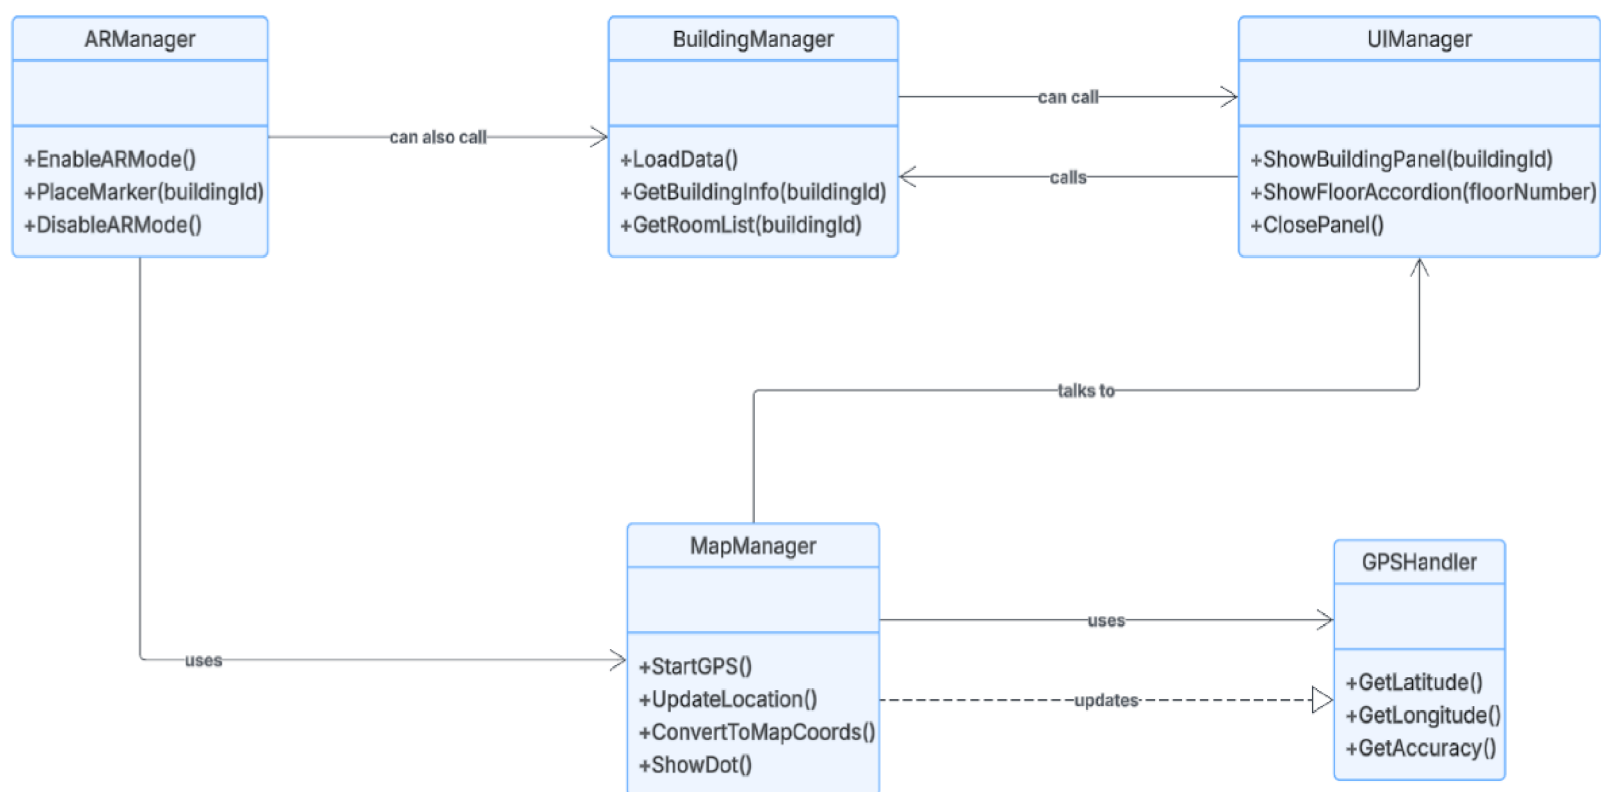 ARManager
+EnableARMode()
+PlaceMarker(buildingId)
+DisableARMode()
can also call
BuildingManager
+LoadData()
+GetBuildingInfo(buildingId)
+GetRoomList(buildingId)
can call
calls
UIManager
+ShowBuildingPanel(buildingId)
+ShowFloorAccordion(floorNumber)
+ClosePanel()
talks to
uses
MapManager
+StartGPS()
+UpdateLocation()
+ConvertToMapCoords()
+ShowDot()
uses
updates
GPSHandler
+GetLatitude()
+GetLongitude()
+GetAccuracy()